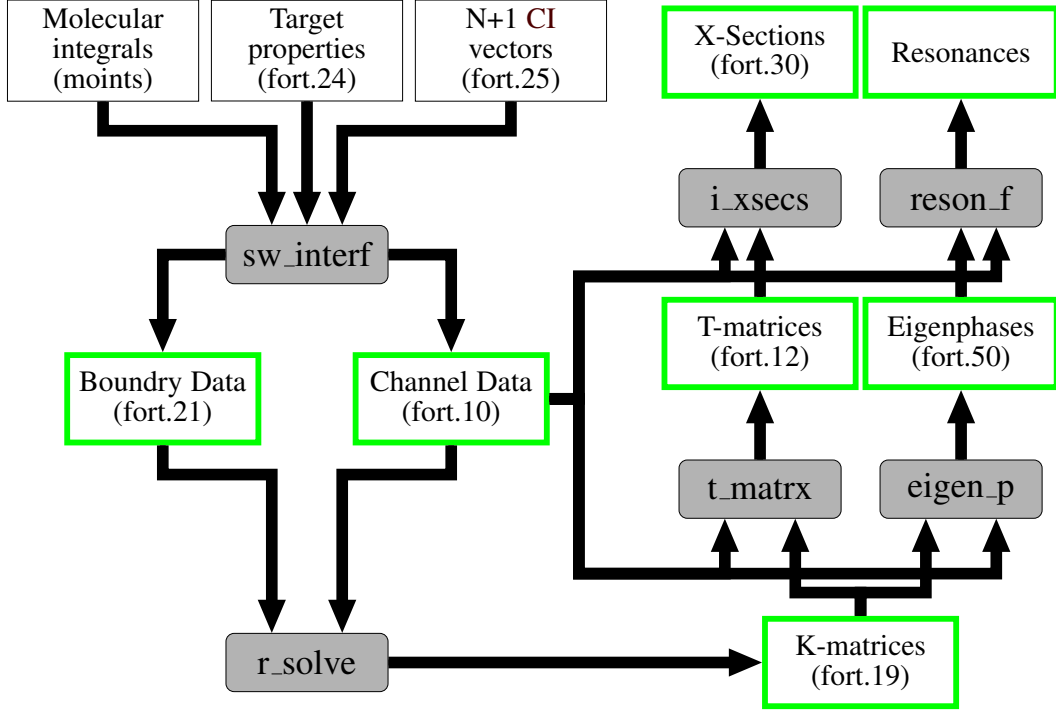 Molecular
integrals
(moints)
Target
properties
(fort.24)
N+1 CI
vectors
(fort.25)
X-Sections
(fort.30)
Resonances
i_xsecs
reson_f
sw_interf
T-matrices
(fort.12)
Eigenphases
(fort.50)
Boundry Data
(fort.21)
Channel Data
(fort.10)
t_matrx
eigen_p
r_solve
K-matrices
(fort.19)